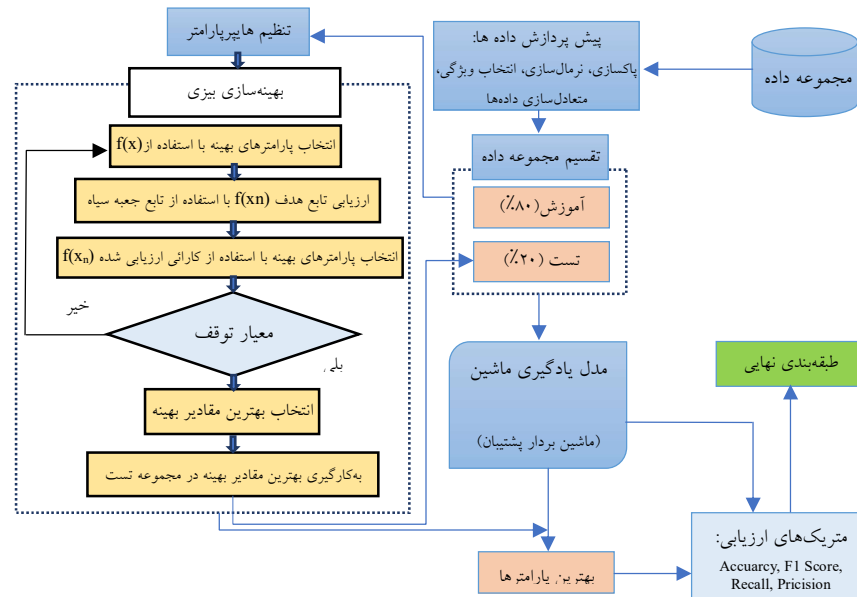 مجموعه داده
پیش پردازش داده ها:
پاکسازی، نرمال‌سازی، انتخاب ویژگی،
متعادل‌سازی داده‌ها
تقسیم مجموعه داده
آموزش(۸۰٪)
تست (۲۰٪)
تنظیم هایپرپارامتر
بهینه‌سازی بیزی
انتخاب پارامترهای بهینه با استفاده از f(x)
ارزیابی تابع هدف f(xn) با استفاده از تابع جعبه سیاه
انتخاب پارامترهای بهینه با استفاده از کارائی ارزیابی شده f(xₙ)
خیر
معیار توقف
بلی
انتخاب بهترین مقادیر بهینه
به‌کارگیری بهترین مقادیر بهینه در مجموعه تست
مدل یادگیری ماشین
(ماشین بردار پشتیبان)
بهترین پارامترها
طبقه‌بندی نهایی
متریک‌های ارزیابی:
Accuarcy, F1 Score,
Recall, Pricision